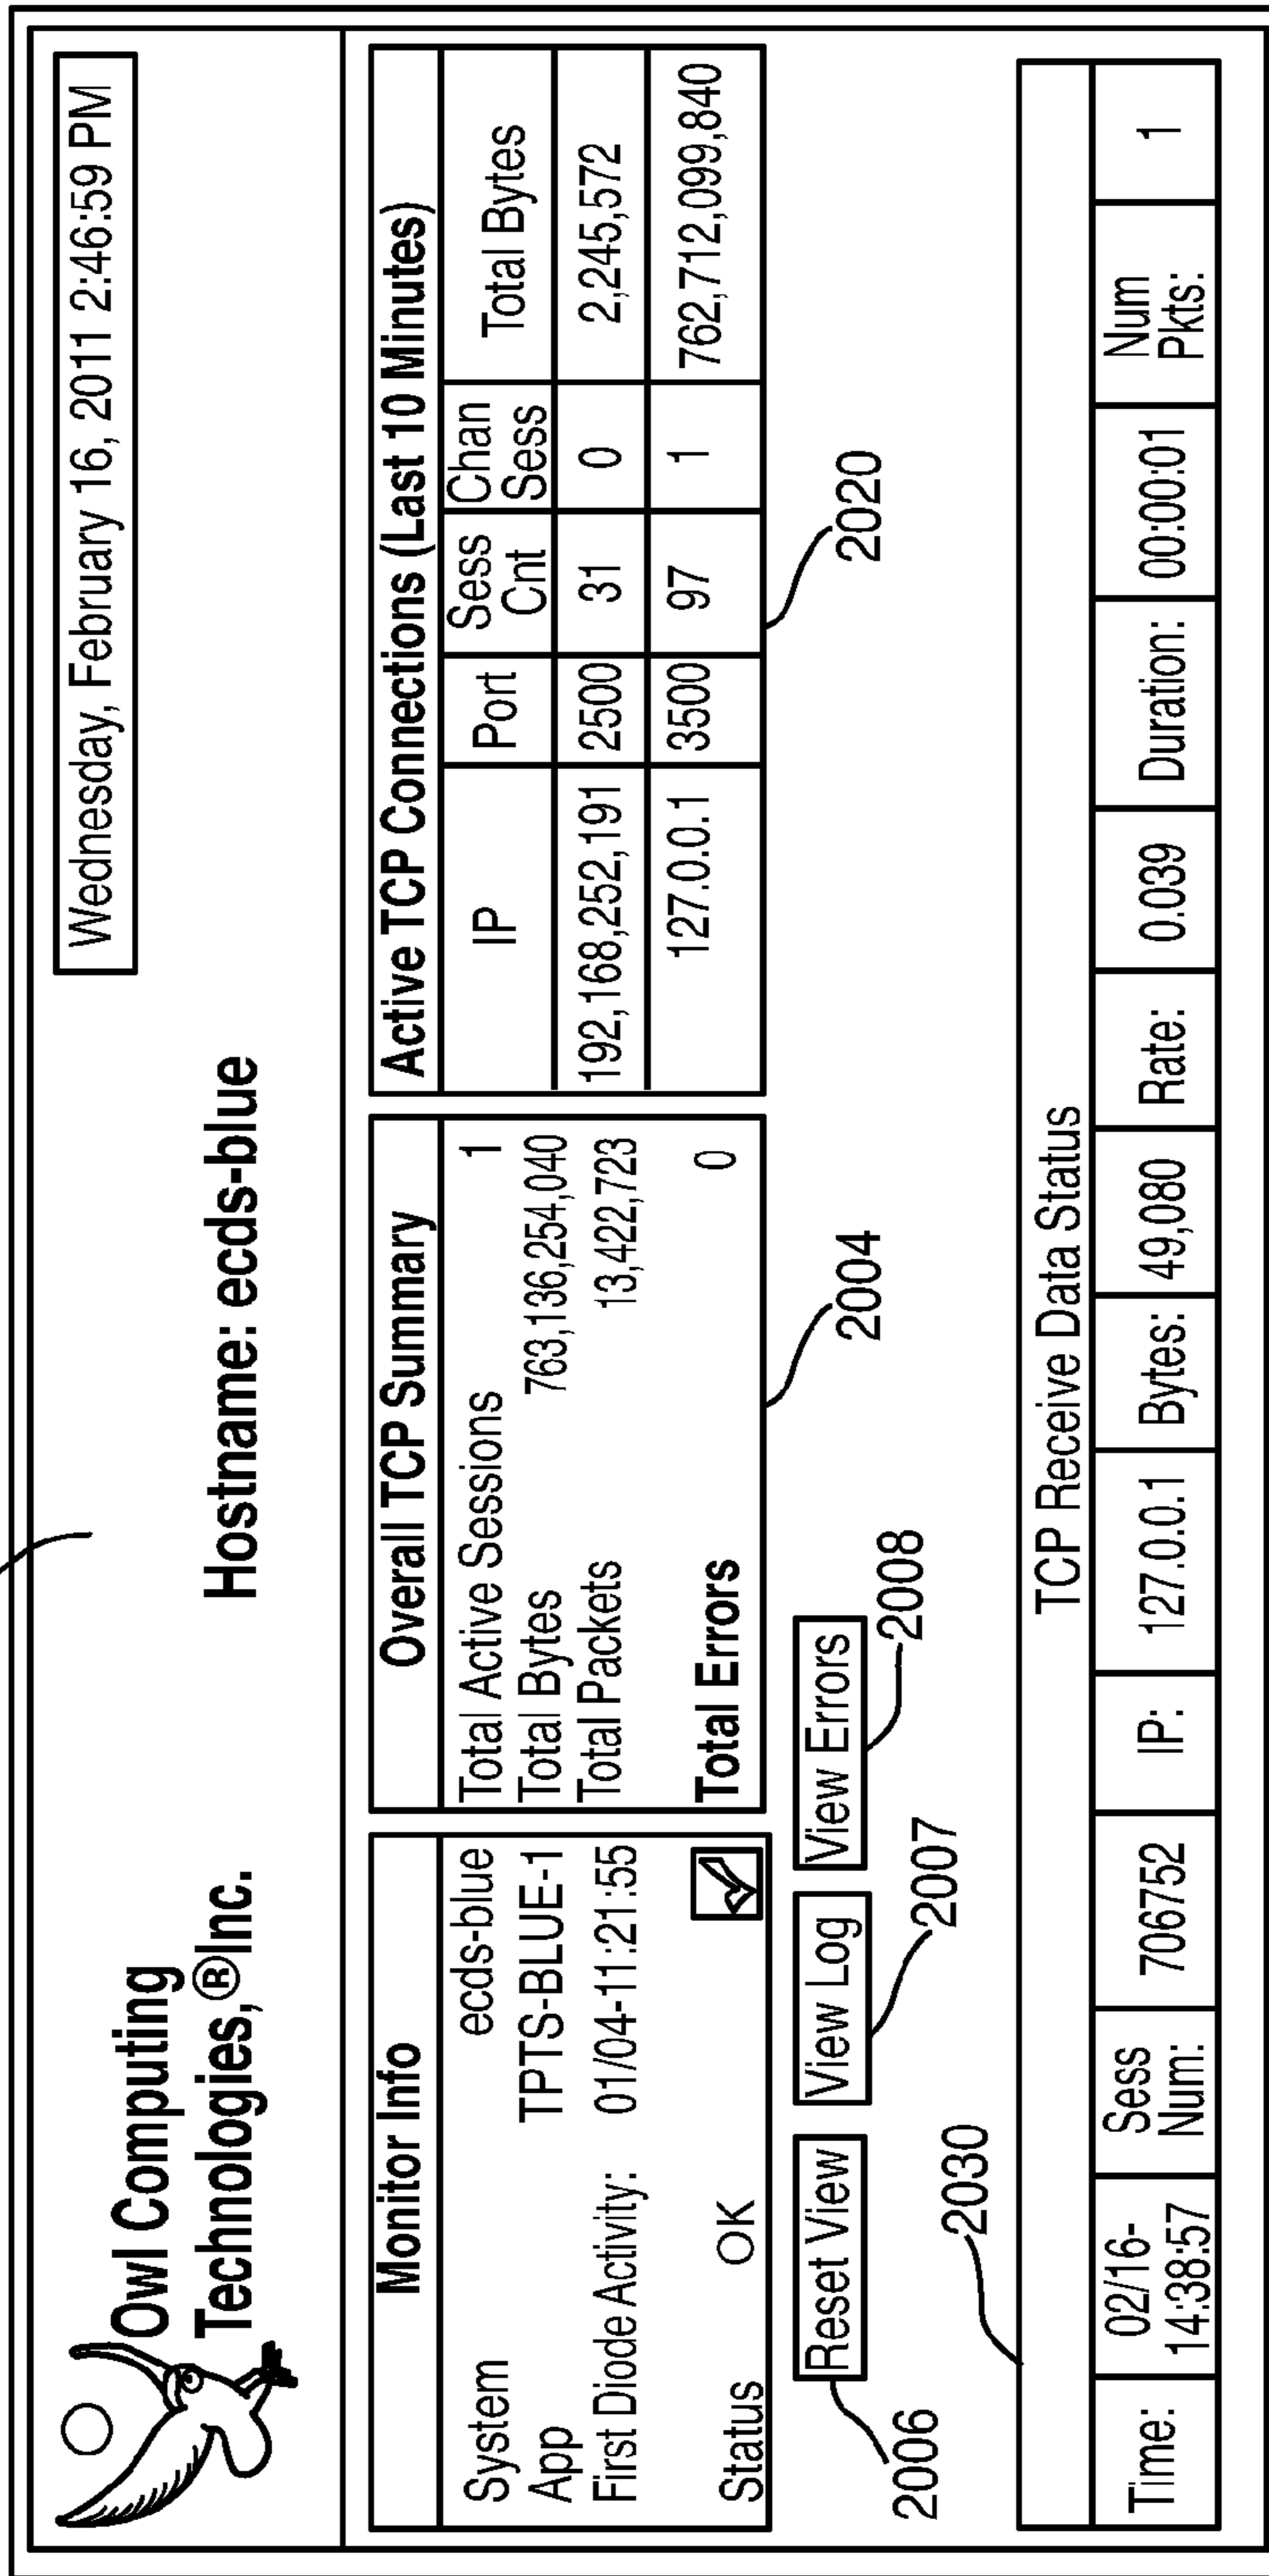 Wednesday, February 16, 2011 2:46:59 PM
Owl Computing
Technologies,®Inc.
Hostname: ecds-blue
Monitor Info
System ecds-blue
App TPTS-BLUE-1
First Diode Activity: 01/04-11:21:55
Status OK
Overall TCP Summary
Total Active Sessions 1
Total Bytes 763,136,254,040
Total Packets 13,422,723
Total Errors 0
Active TCP Connections (Last 10 Minutes)
IP Port Sess Cnt Chan Sess Total Bytes
192,168,252,191 2500 31 0 2,245,572
127.0.0.1 3500 97 1 762,712,099,840
Reset View View Log View Errors
2006 2007 2008 2004 2020
2030
TCP Receive Data Status
Time: 02/16-14:38:57 Sess Num: 706752 IP: 127.0.0.1 Bytes: 49,080 Rate: 0.039 Duration: 00:00:01 Num Pkts: 1